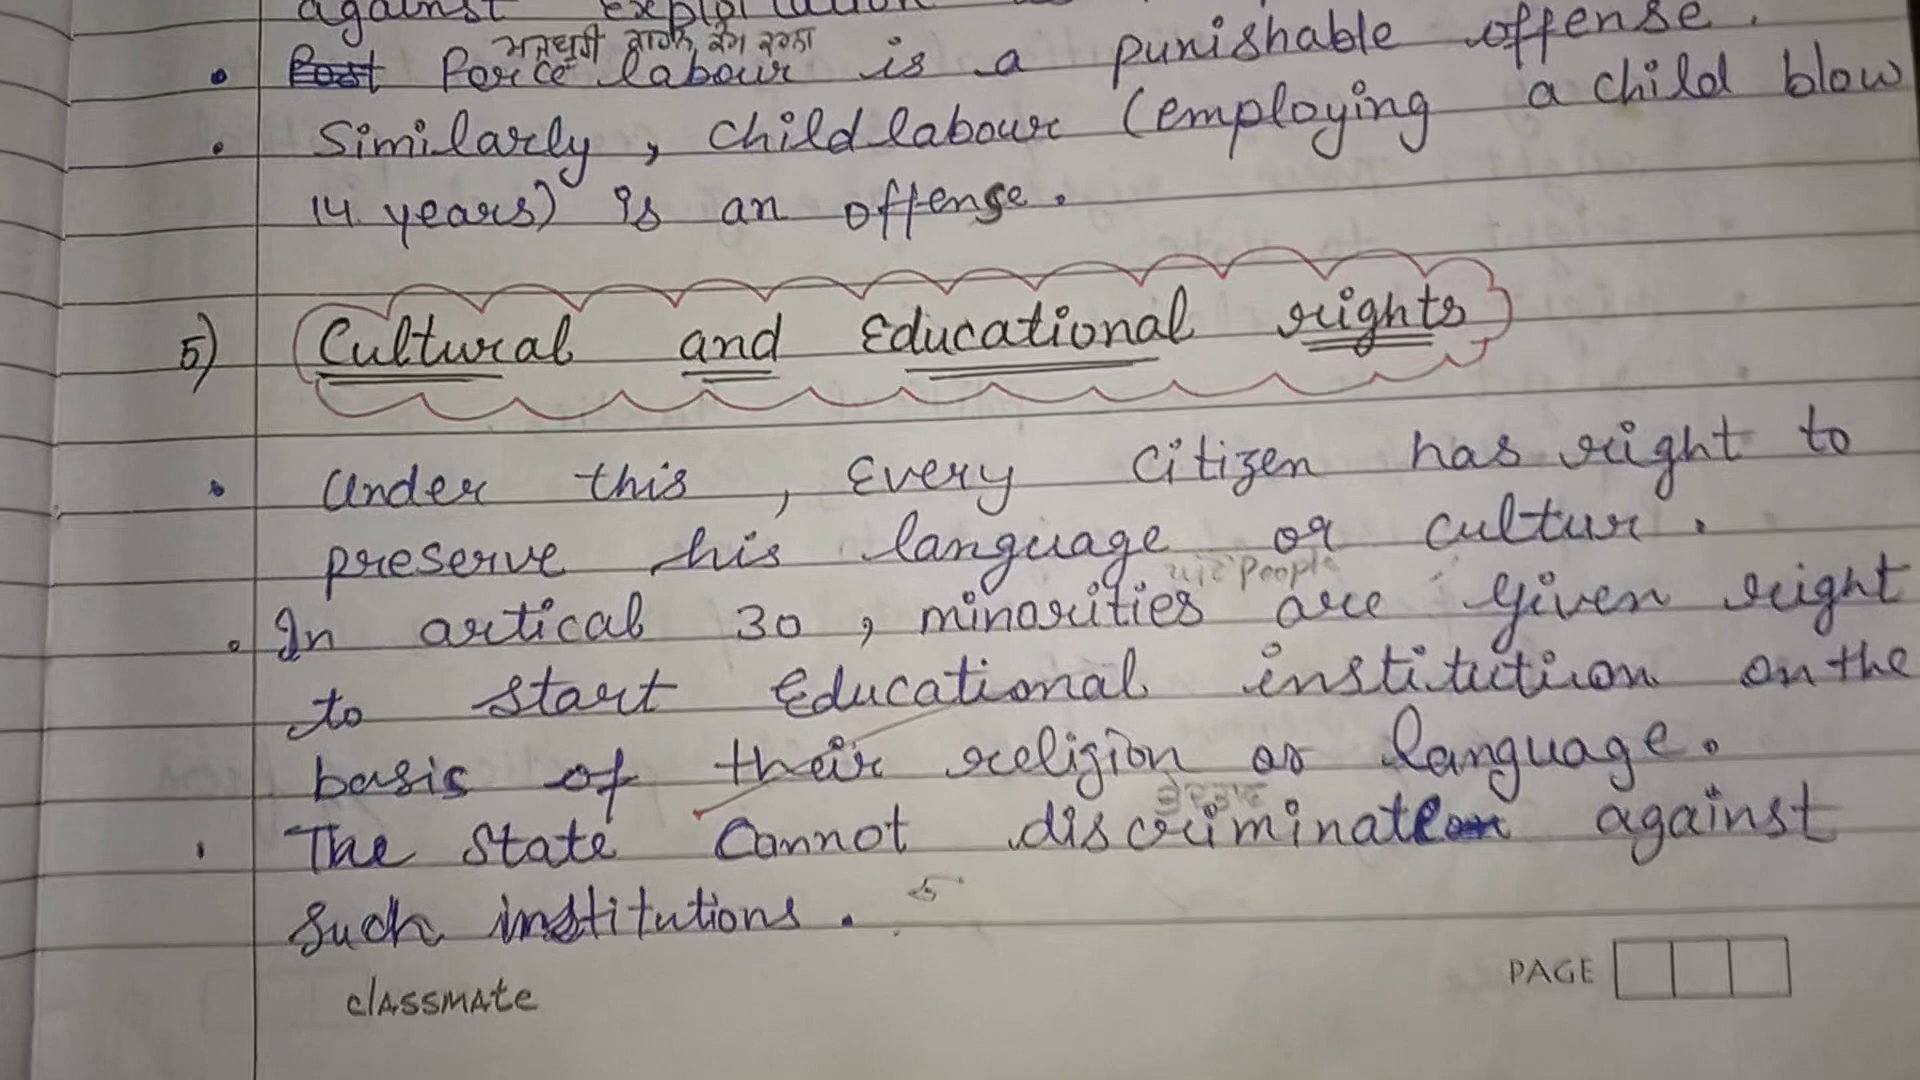 against exploitation
Force labour is a punishable offense.
Similarly, child labour (employing a child blow
14 years) is an offense.
5) Cultural and Educational rights
Under this, Every citizen has right to
preserve his language or cultur.
People
In artical 30, minorities are given right
to start Educational institution on the
basis of their religion or language.
The State Cannot discriminate against
Such institutions.
PAGE
classmate